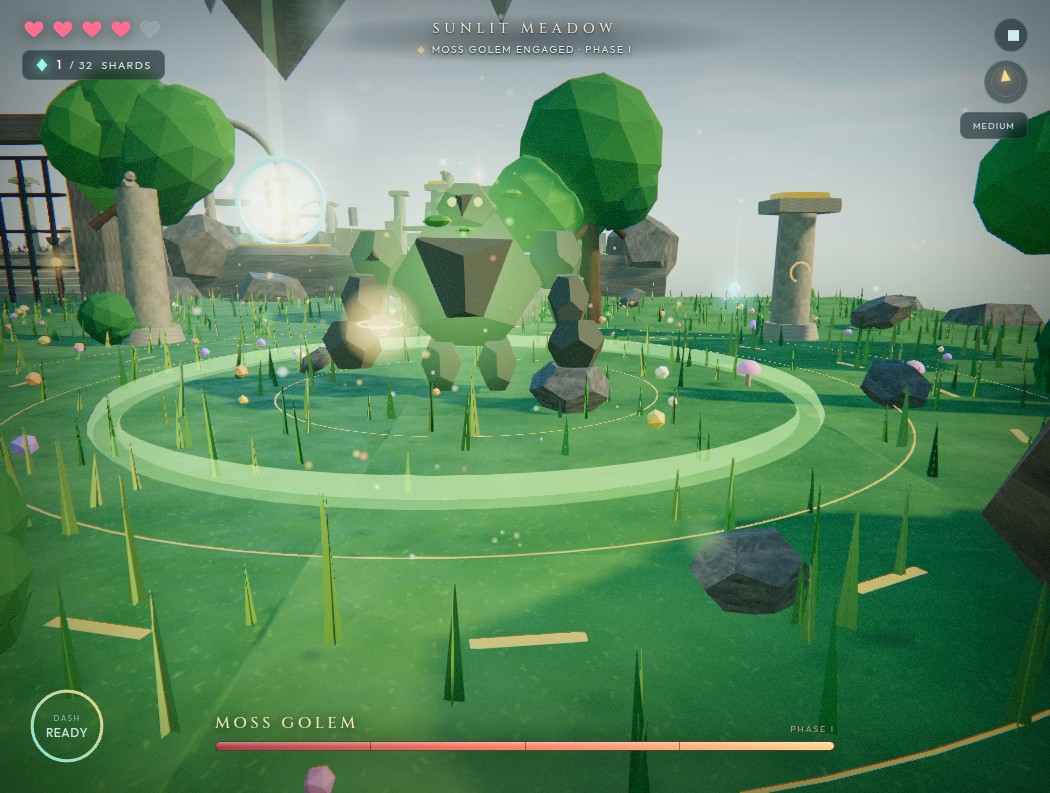 SUNLIT MEADOW
MOSS GOLEM ENGAGED · PHASE I
1 / 32 SHARDS
MEDIUM
DASH
READY
MOSS GOLEM
PHASE I